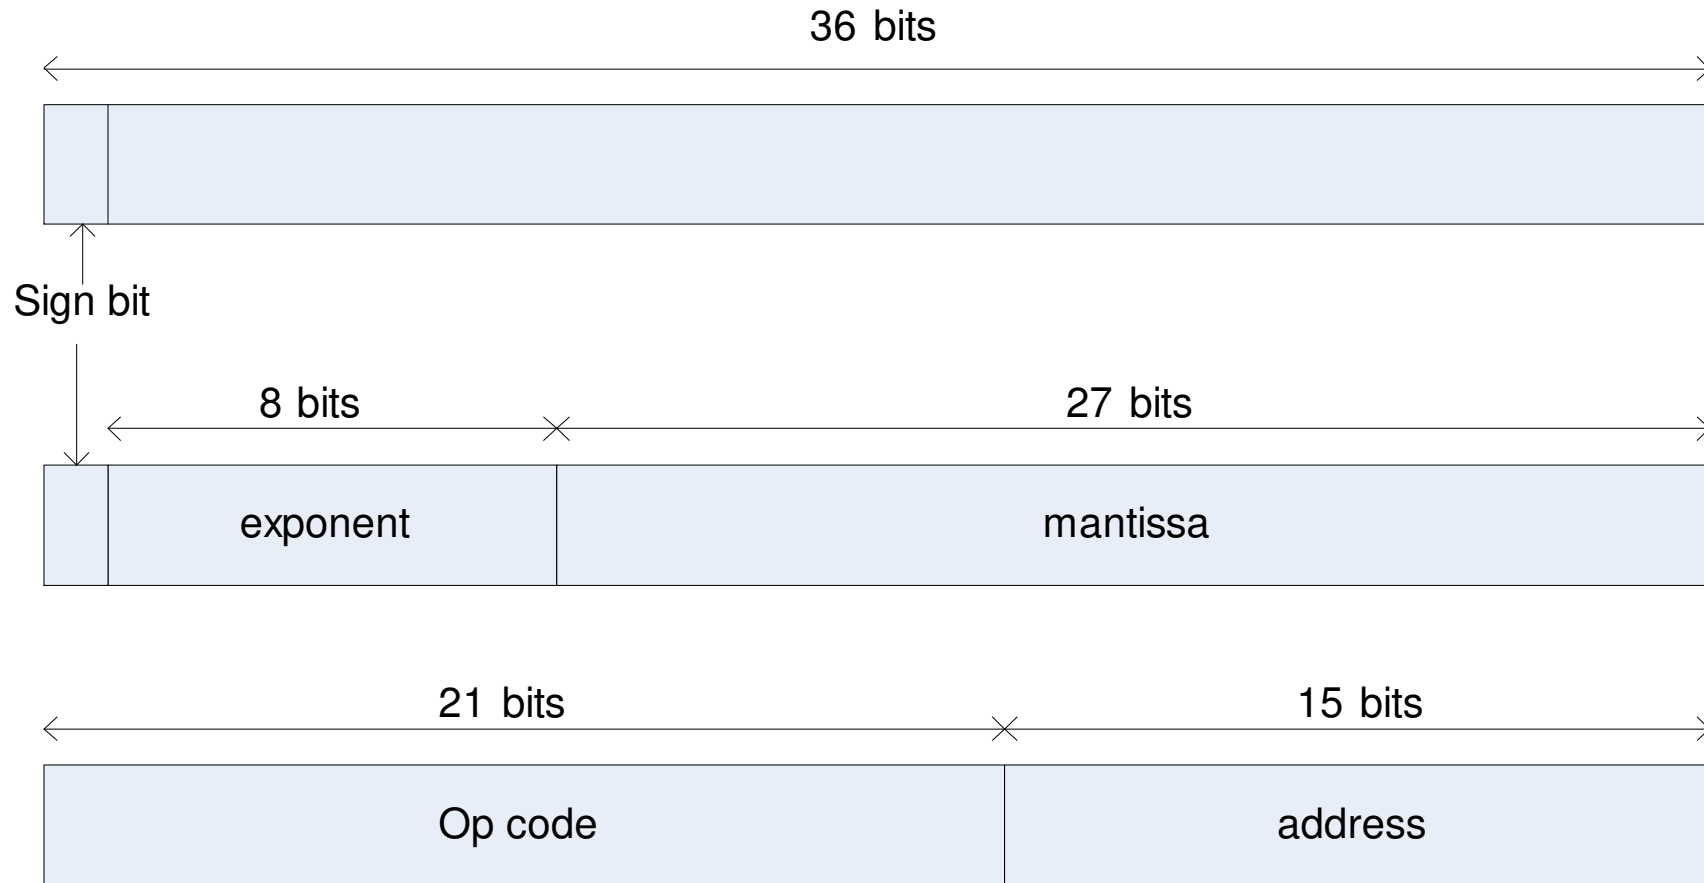 36 bits
Sign bit
8 bits
27 bits
exponent
mantissa
21 bits
15 bits
Op code
address